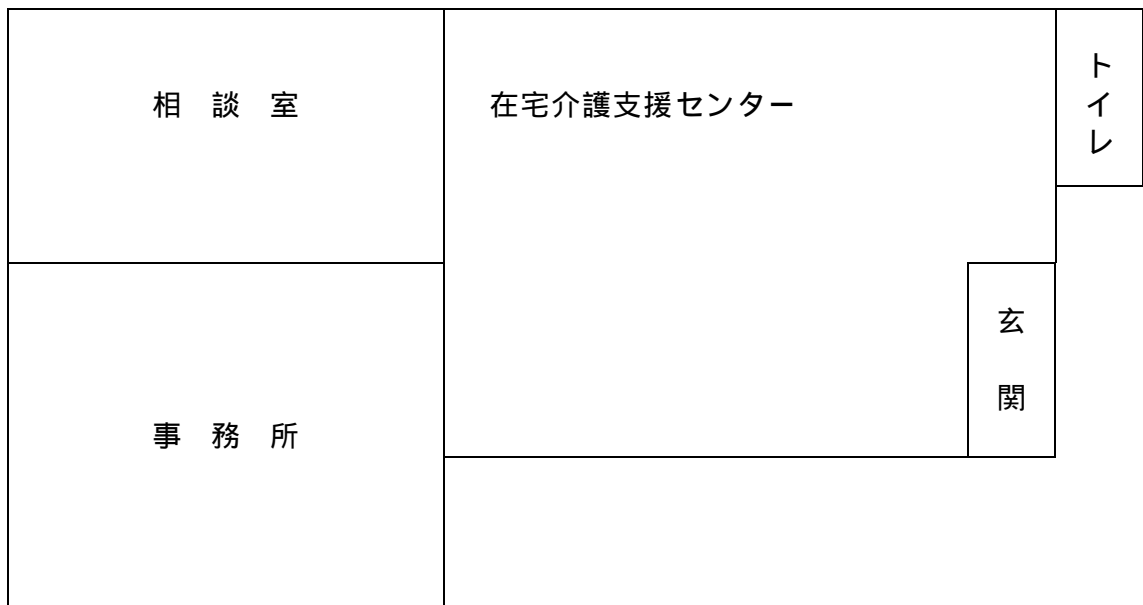 相 談 室
在宅介護支援センター
トイレ
玄関
事 務 所